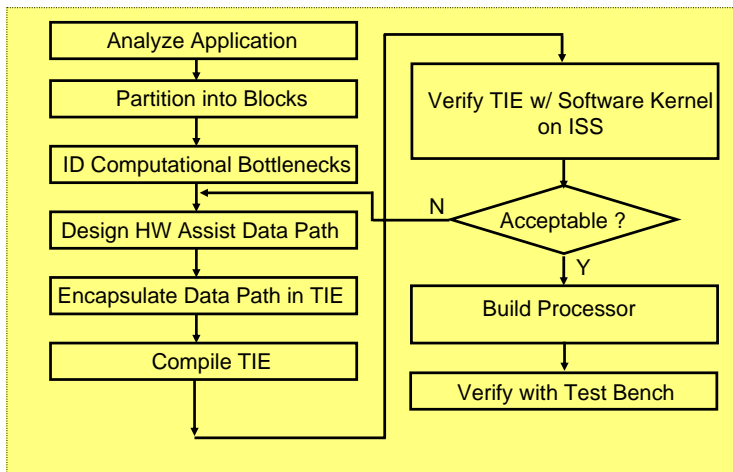 Analyze Application
Partition into Blocks
ID Computational Bottlenecks
Design HW Assist Data Path
Encapsulate Data Path in TIE
Compile TIE
Verify TIE w/ Software Kernel
on ISS
N
Acceptable ?
Y
Build Processor
Verify with Test Bench